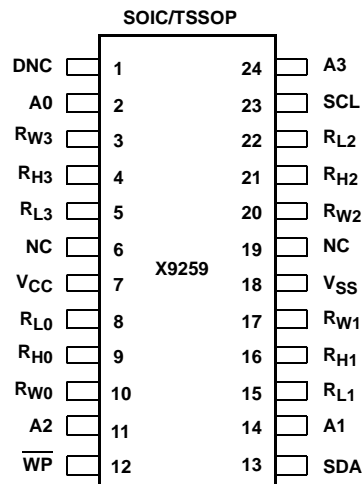 SOIC/TSSOP
DNC 1 24 A3
A0 2 23 SCL
RW3 3 22 RL2
RH3 4 21 RH2
RL3 5 20 RW2
NC 6 19 NC
X9259
VCC 7 18 VSS
RL0 8 17 RW1
RH0 9 16 RH1
RW0 10 15 RL1
A2 11 14 A1
W̅P̅ 12 13 SDA